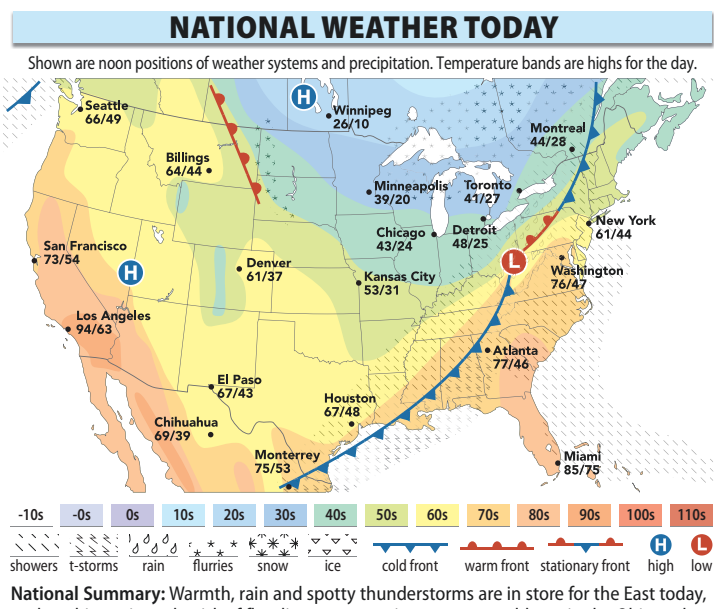 NATIONAL WEATHER TODAY
Shown are noon positions of weather systems and precipitation. Temperature bands are highs for the day.
H
Seattle
66/49
Winnipeg
26/10
Montreal
44/28
Billings
64/44
Minneapolis
39/20
Toronto
41/27
New York
61/44
Chicago
43/24
Detroit
48/25
San Francisco
73/54
H
Denver
61/37
Kansas City
53/31
L
Washington
76/47
Los Angeles
94/63
Atlanta
77/46
El Paso
67/43
Houston
67/48
Chihuahua
69/39
Monterrey
75/53
Miami
85/75
-10s -0s 0s 10s 20s 30s 40s 50s 60s 70s 80s 90s 100s 110s
H L
showers t-storms rain flurries snow ice cold front warm front stationary front high low
National Summary: Warmth, rain and spotty thunderstorms are in store for the East today,